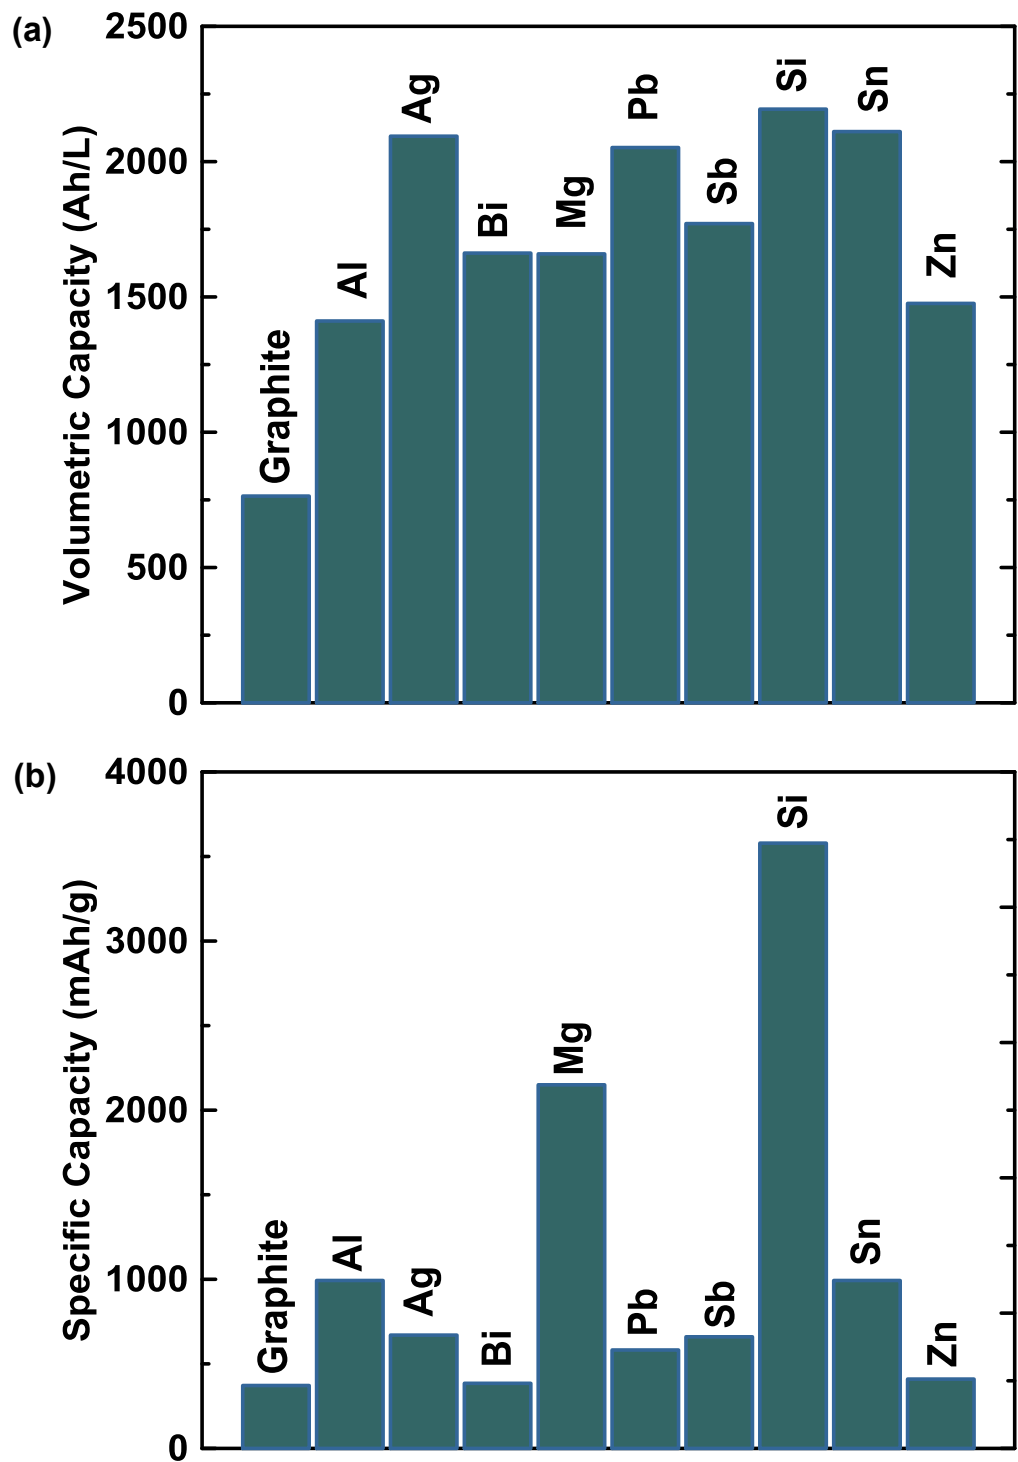 (a)
Volumetric Capacity (Ah/L)
2500
2000
1500
1000
500
0
Graphite
Al
Ag
Bi
Mg
Pb
Sb
Si
Sn
Zn
(b)
Specific Capacity (mAh/g)
4000
3000
2000
1000
0
Graphite
Al
Ag
Bi
Mg
Pb
Sb
Si
Sn
Zn